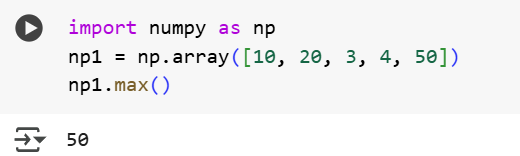 import numpy as np
np1 = np.array([10, 20, 3, 4, 50])
np1.max()
50